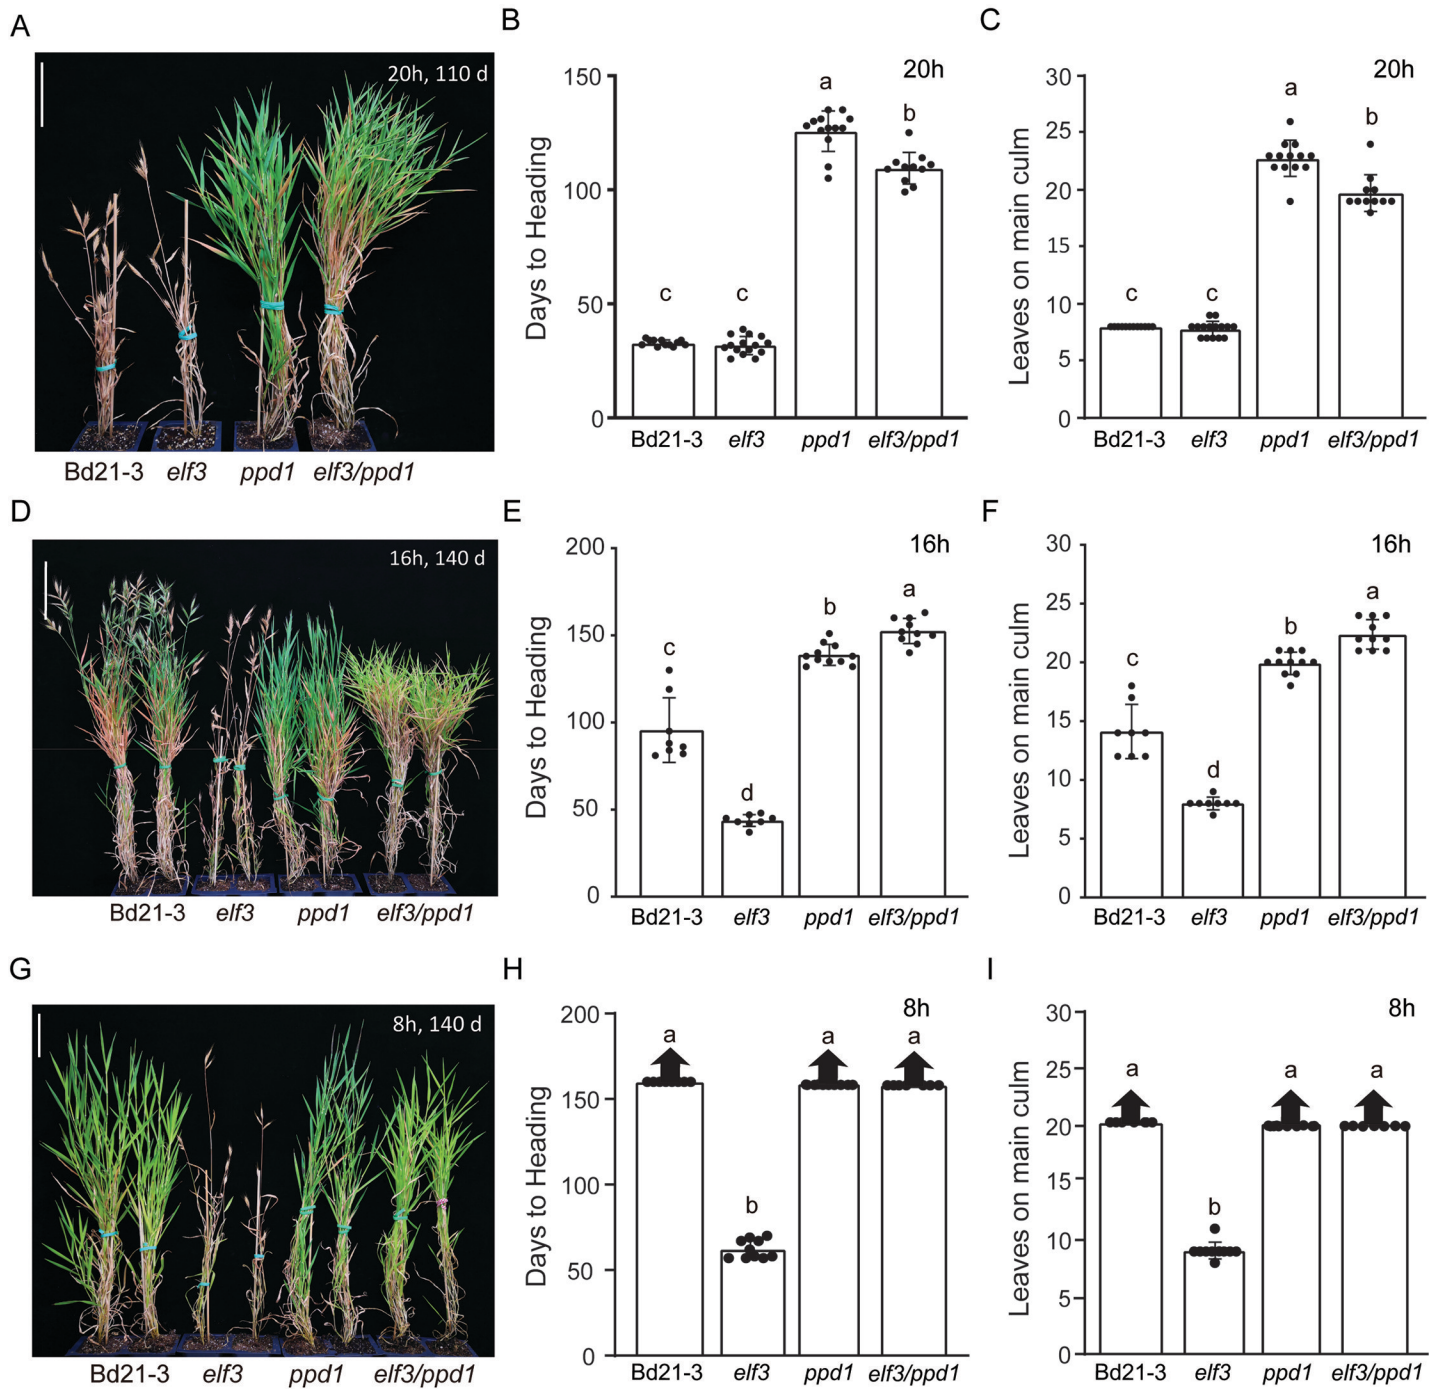 A
20h, 110 d
Bd21-3 elf3 ppd1 elf3/ppd1
B
20h
Days to Heading
150
100
50
0
a
b
c
c
Bd21-3 elf3 ppd1 elf3/ppd1
C
20h
Leaves on main culm
30
25
20
15
10
5
0
a
b
c
c
Bd21-3 elf3 ppd1 elf3/ppd1
D
16h, 140 d
Bd21-3 elf3 ppd1 elf3/ppd1
E
16h
Days to Heading
200
150
100
50
0
c
d
b
a
Bd21-3 elf3 ppd1 elf3/ppd1
F
16h
Leaves on main culm
30
25
20
15
10
5
0
c
d
b
a
Bd21-3 elf3 ppd1 elf3/ppd1
G
8h, 140 d
Bd21-3 elf3 ppd1 elf3/ppd1
H
8h
Days to Heading
200
150
100
50
0
a
b
a
a
Bd21-3 elf3 ppd1 elf3/ppd1
I
8h
Leaves on main culm
30
25
20
15
10
5
0
a
b
a
a
Bd21-3 elf3 ppd1 elf3/ppd1